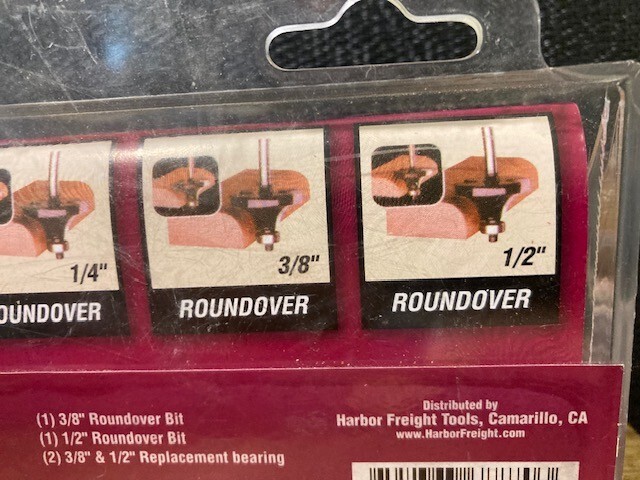 1/4"
3/8"
1/2"
OUNDOVER
ROUNDOVER
ROUNDOVER
(1) 3/8" Roundover Bit
(1) 1/2" Roundover Bit
(2) 3/8" & 1/2" Replacement bearing
Distributed by
Harbor Freight Tools, Camarillo, CA
www.HarborFreight.com